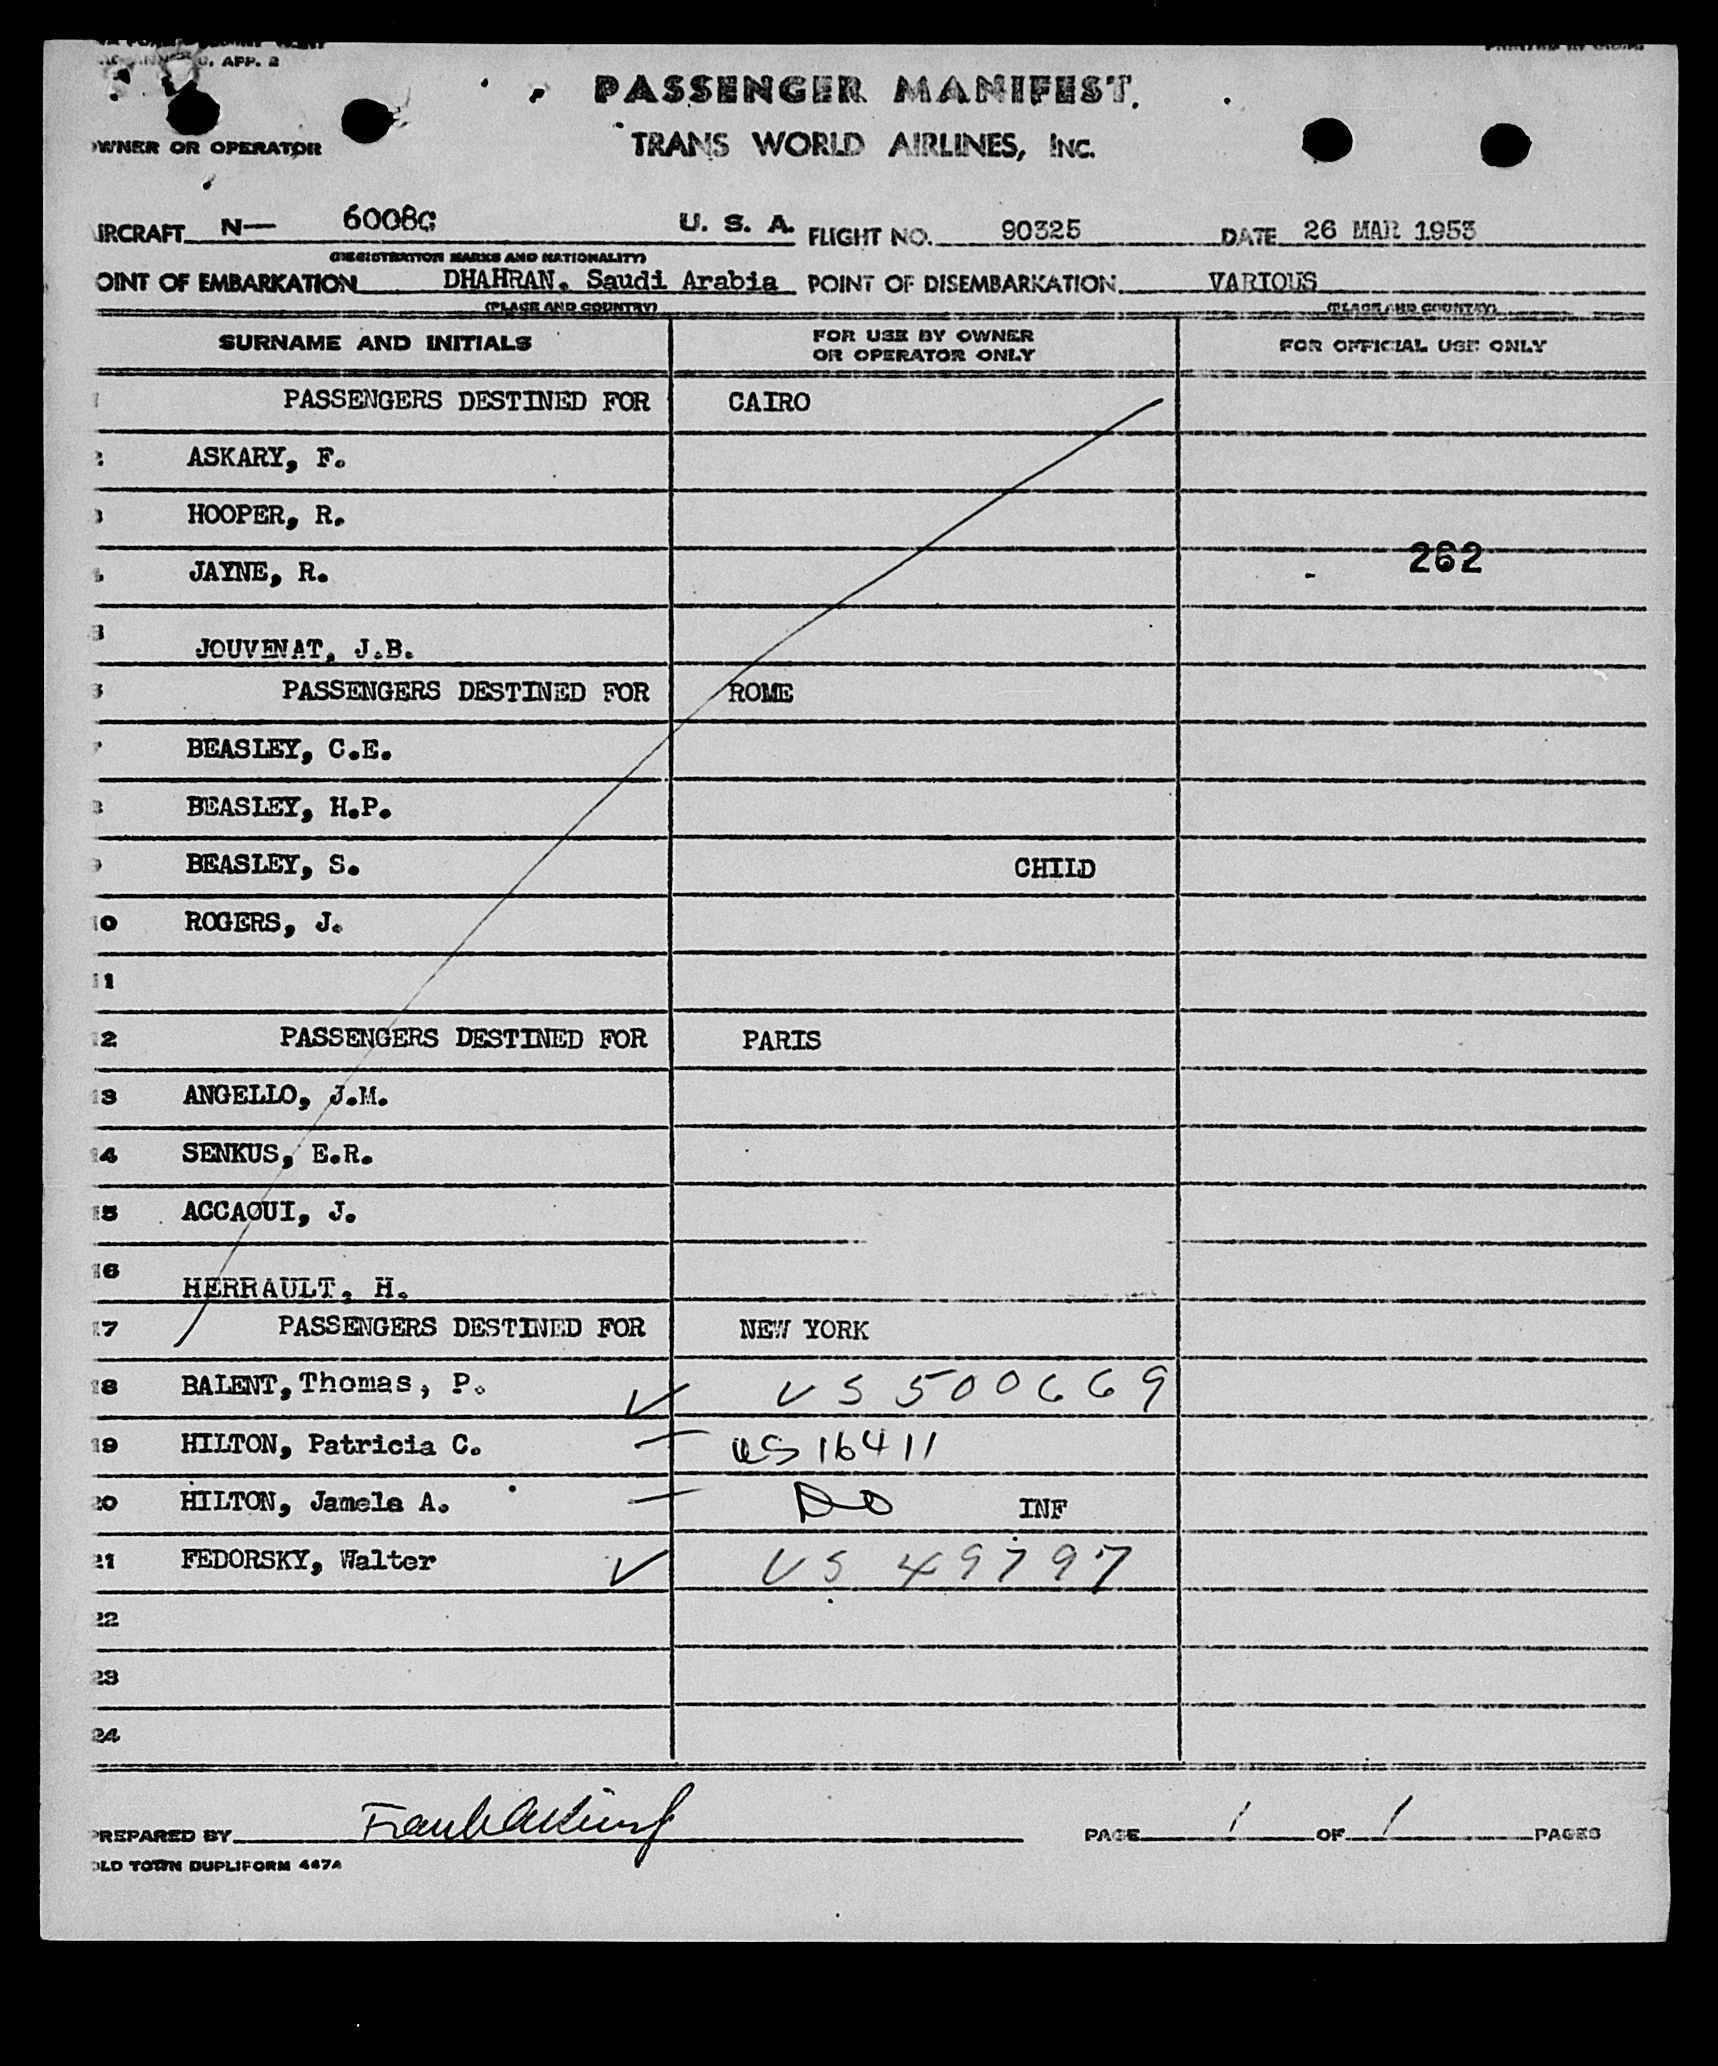 APP. 2
PASSENGER MANIFEST
OWNER OR OPERATOR TRANS WORLD AIRLINES, INC.
AIRCRAFT N— 6008C U. S. A. FLIGHT NO. 90325 DATE 26 MAR 1953
(REGISTRATION MARKS AND NATIONALITY)
POINT OF EMBARKATION DHAHRAN, Saudi Arabia POINT OF DISEMBARKATION VARIOUS
(PLACE AND COUNTRY) (PLACE AND COUNTRY)
SURNAME AND INITIALS FOR USE BY OWNER OR OPERATOR ONLY FOR OFFICIAL USE ONLY
1 PASSENGERS DESTINED FOR CAIRO
2 ASKARY, F.
3 HOOPER, R.
262
4 JAYNE, R.
5 JOUVENAT, J.B.
6 PASSENGERS DESTINED FOR ROME
7 BEASLEY, C.E.
8 BEASLEY, H.P.
9 BEASLEY, S. CHILD
10 ROGERS, J.
11
12 PASSENGERS DESTINED FOR PARIS
13 ANGELLO, J.M.
14 SENKUS, E.R.
15 ACCAOUI, J.
16 HERRAULT, H.
17 PASSENGERS DESTINED FOR NEW YORK
18 BALENT, Thomas, P. ✓ US 500669
19 HILTON, Patricia C. US 16411
20 HILTON, Jamela A. DO INF
21 FEDORSKY, Walter ✓ US 49797
22
23
24
PREPARED BY PAGE 1 OF 1 PAGES
OLD TOWN DUPLIFORM 447A